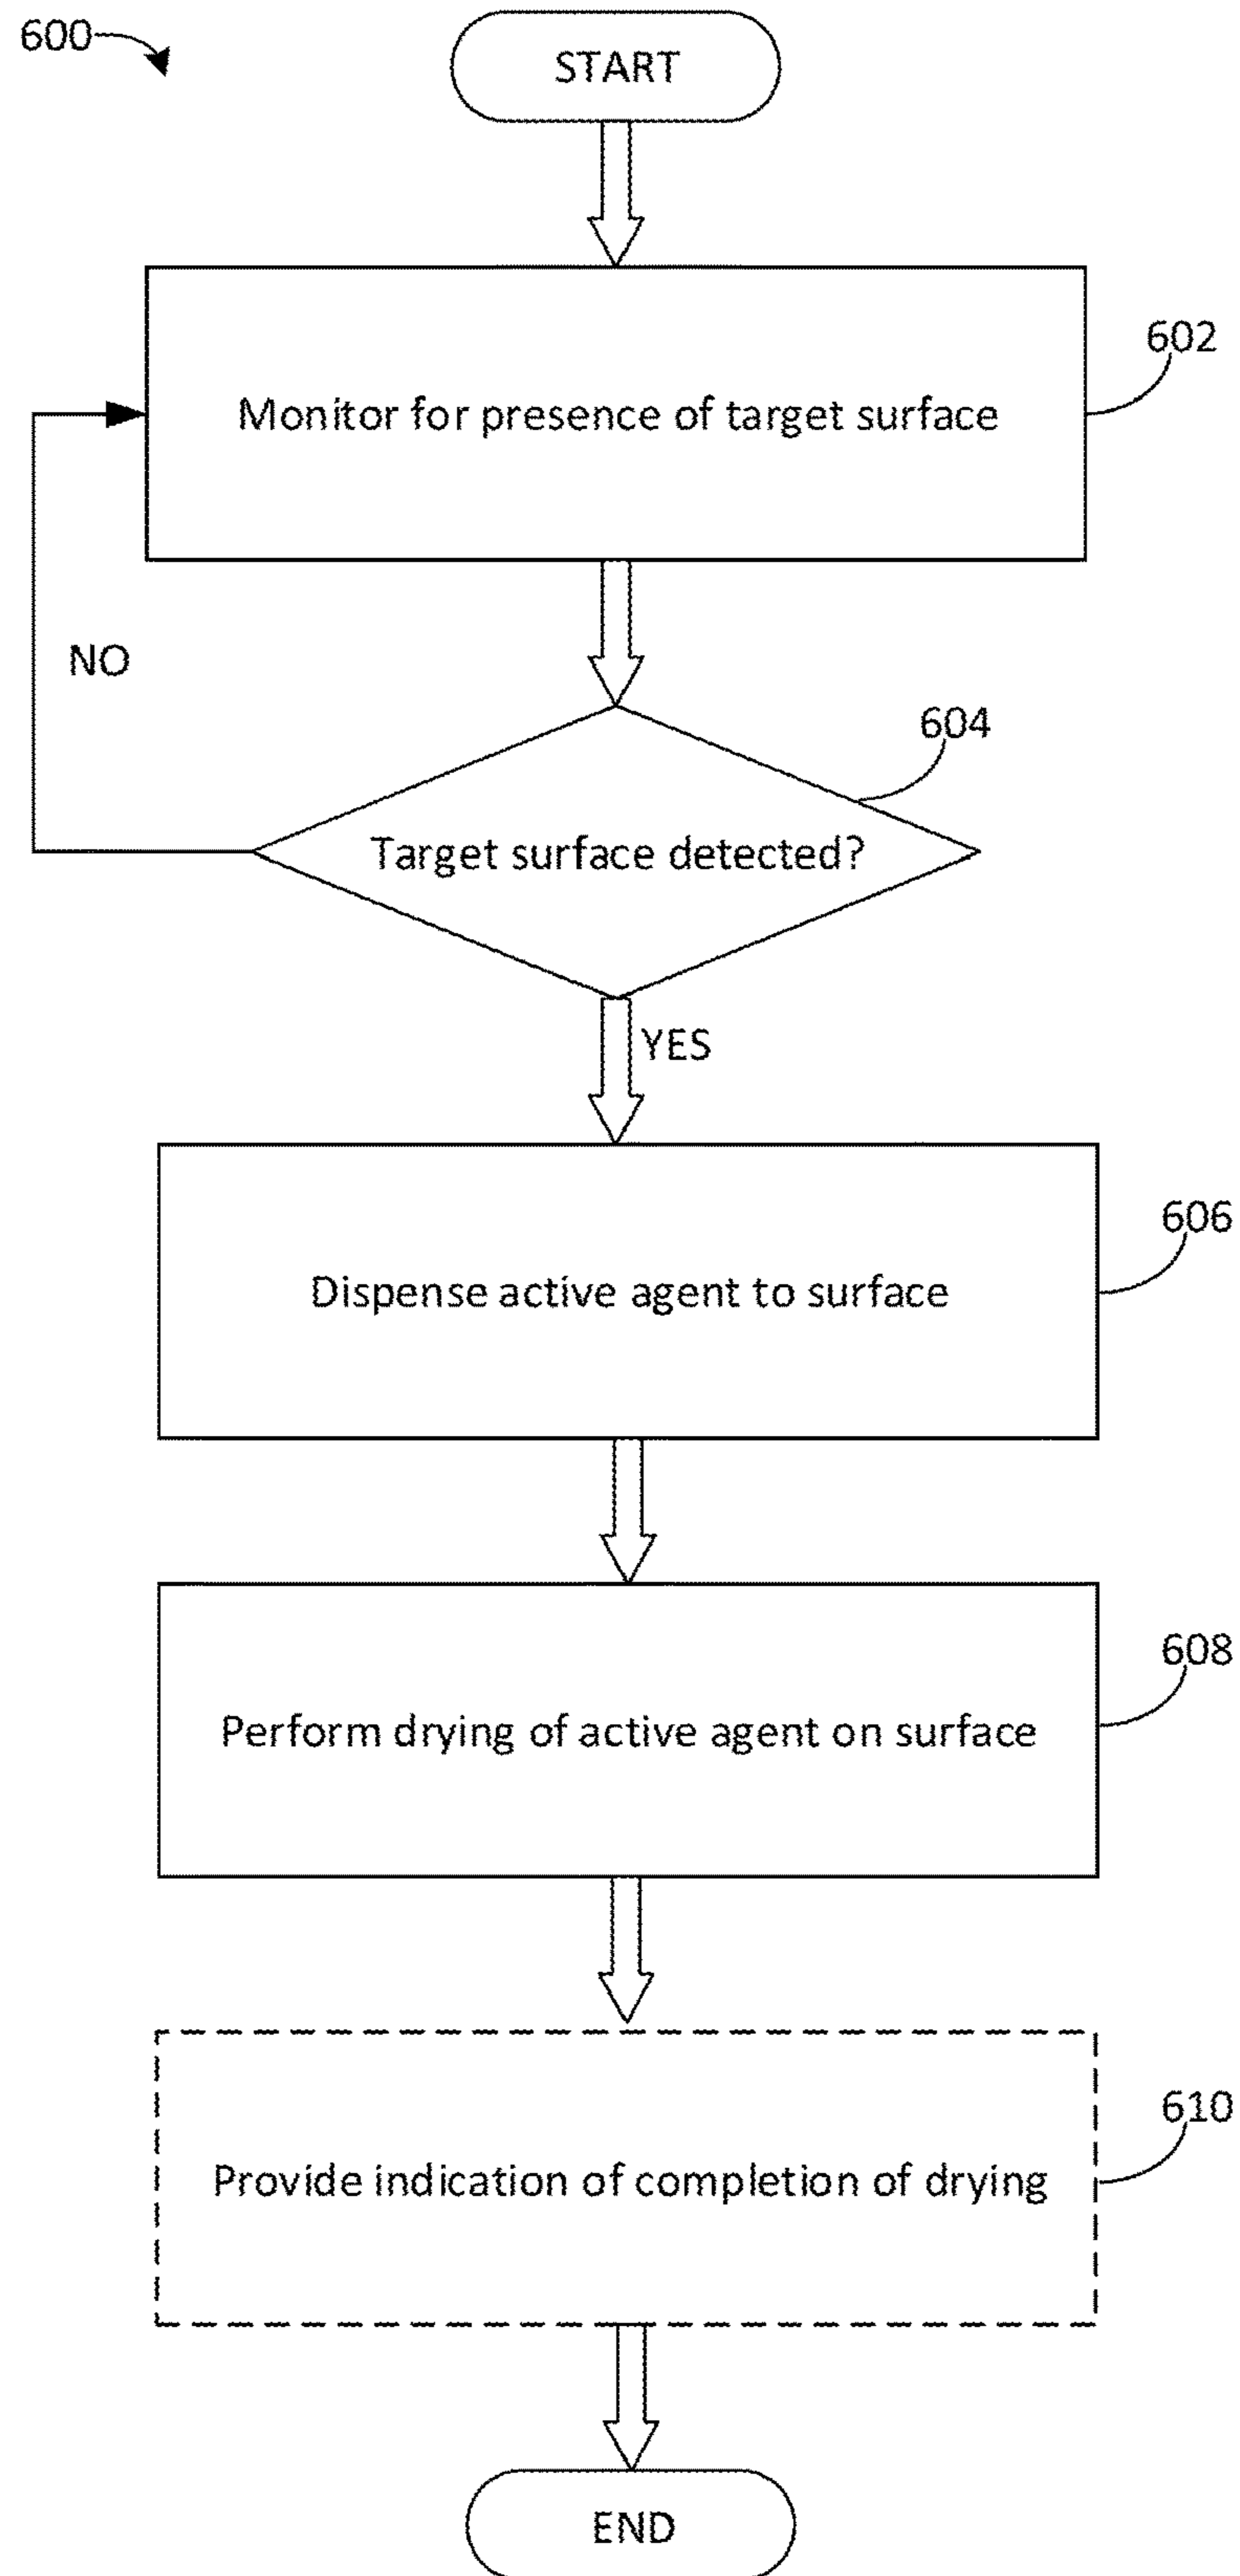 600
START
602
Monitor for presence of target surface
NO
604
Target surface detected?
YES
606
Dispense active agent to surface
608
Perform drying of active agent on surface
610
Provide indication of completion of drying
END